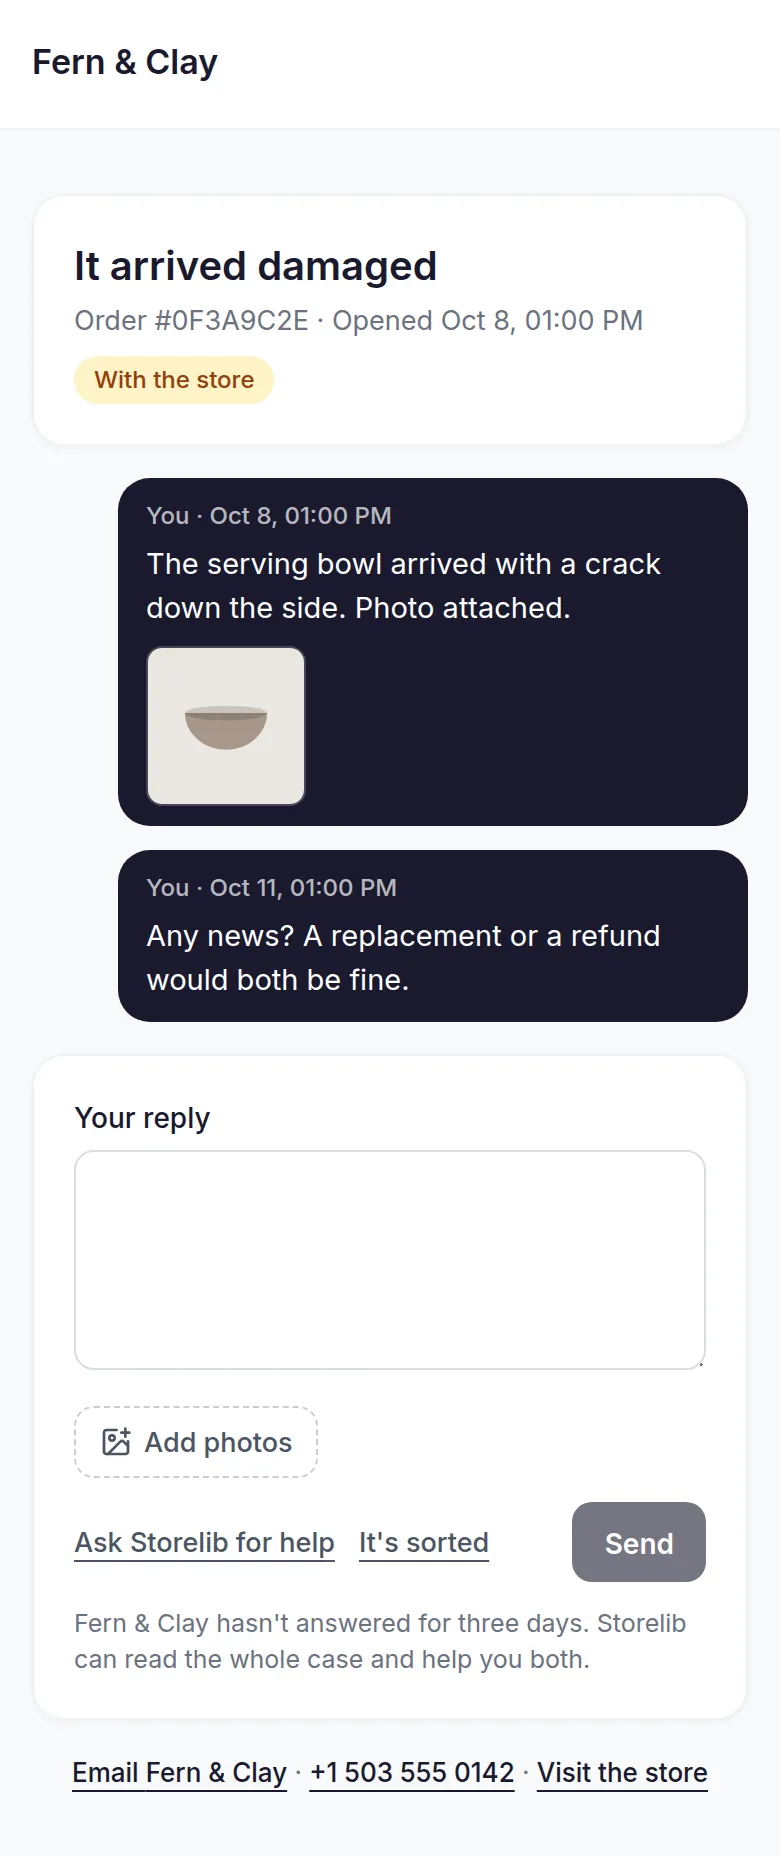 Fern & Clay
It arrived damaged
Order #0F3A9C2E · Opened Oct 8, 01:00 PM
With the store
You · Oct 8, 01:00 PM
The serving bowl arrived with a crack
down the side. Photo attached.
You · Oct 11, 01:00 PM
Any news? A replacement or a refund
would both be fine.
Your reply
Add photos
Ask Storelib for help It's sorted Send
Fern & Clay hasn't answered for three days. Storelib
can read the whole case and help you both.
Email Fern & Clay · +1 503 555 0142 · Visit the store